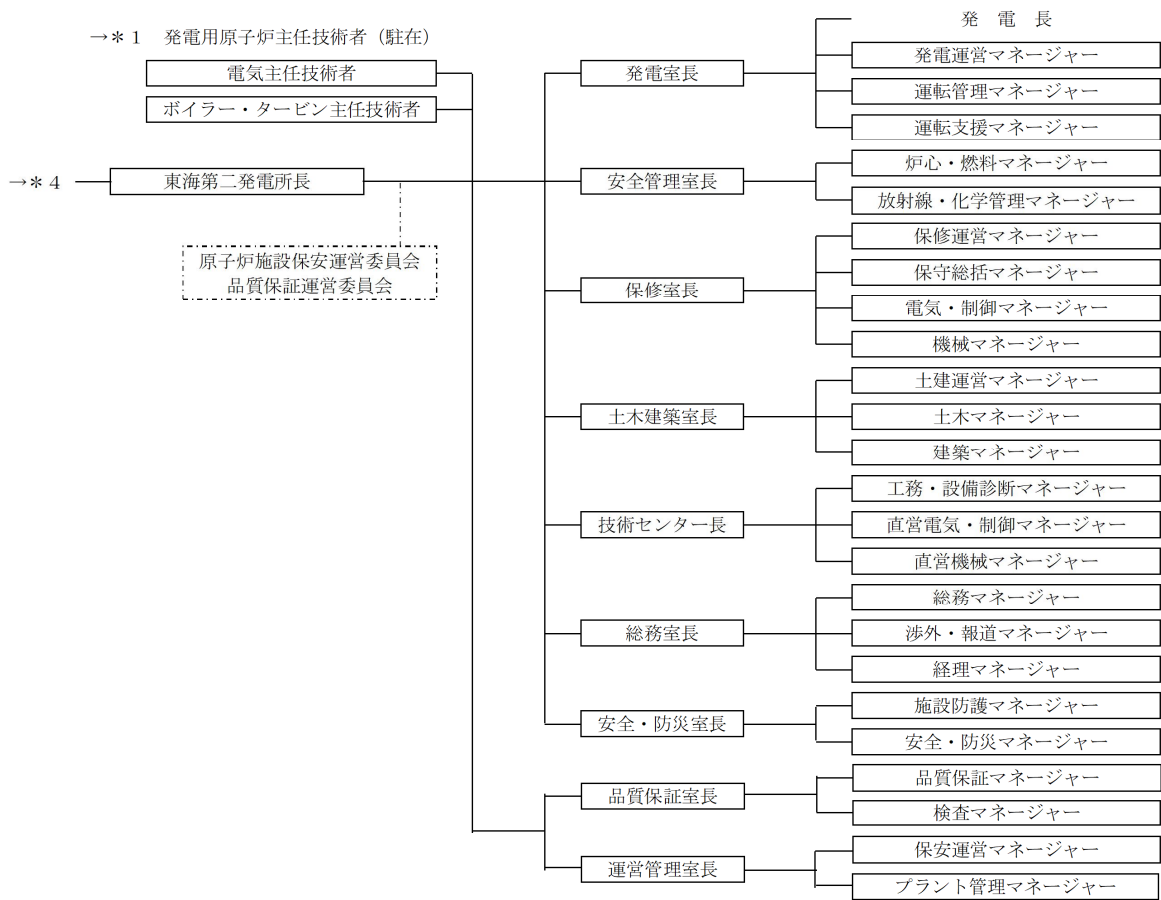 →＊１　発電用原子炉主任技術者（駐在）
電気主任技術者
ボイラー・タービン主任技術者
→＊４
東海第二発電所長
原子炉施設保安運営委員会
品質保証運営委員会
発電室長
発　電　長
発電運営マネージャー
運転管理マネージャー
運転支援マネージャー
安全管理室長
炉心・燃料マネージャー
放射線・化学管理マネージャー
保修室長
保修運営マネージャー
保守総括マネージャー
電気・制御マネージャー
機械マネージャー
土木建築室長
土建運営マネージャー
土木マネージャー
建築マネージャー
技術センター長
工務・設備診断マネージャー
直営電気・制御マネージャー
直営機械マネージャー
総務室長
総務マネージャー
渉外・報道マネージャー
経理マネージャー
安全・防災室長
施設防護マネージャー
安全・防災マネージャー
品質保証室長
品質保証マネージャー
検査マネージャー
運営管理室長
保安運営マネージャー
プラント管理マネージャー